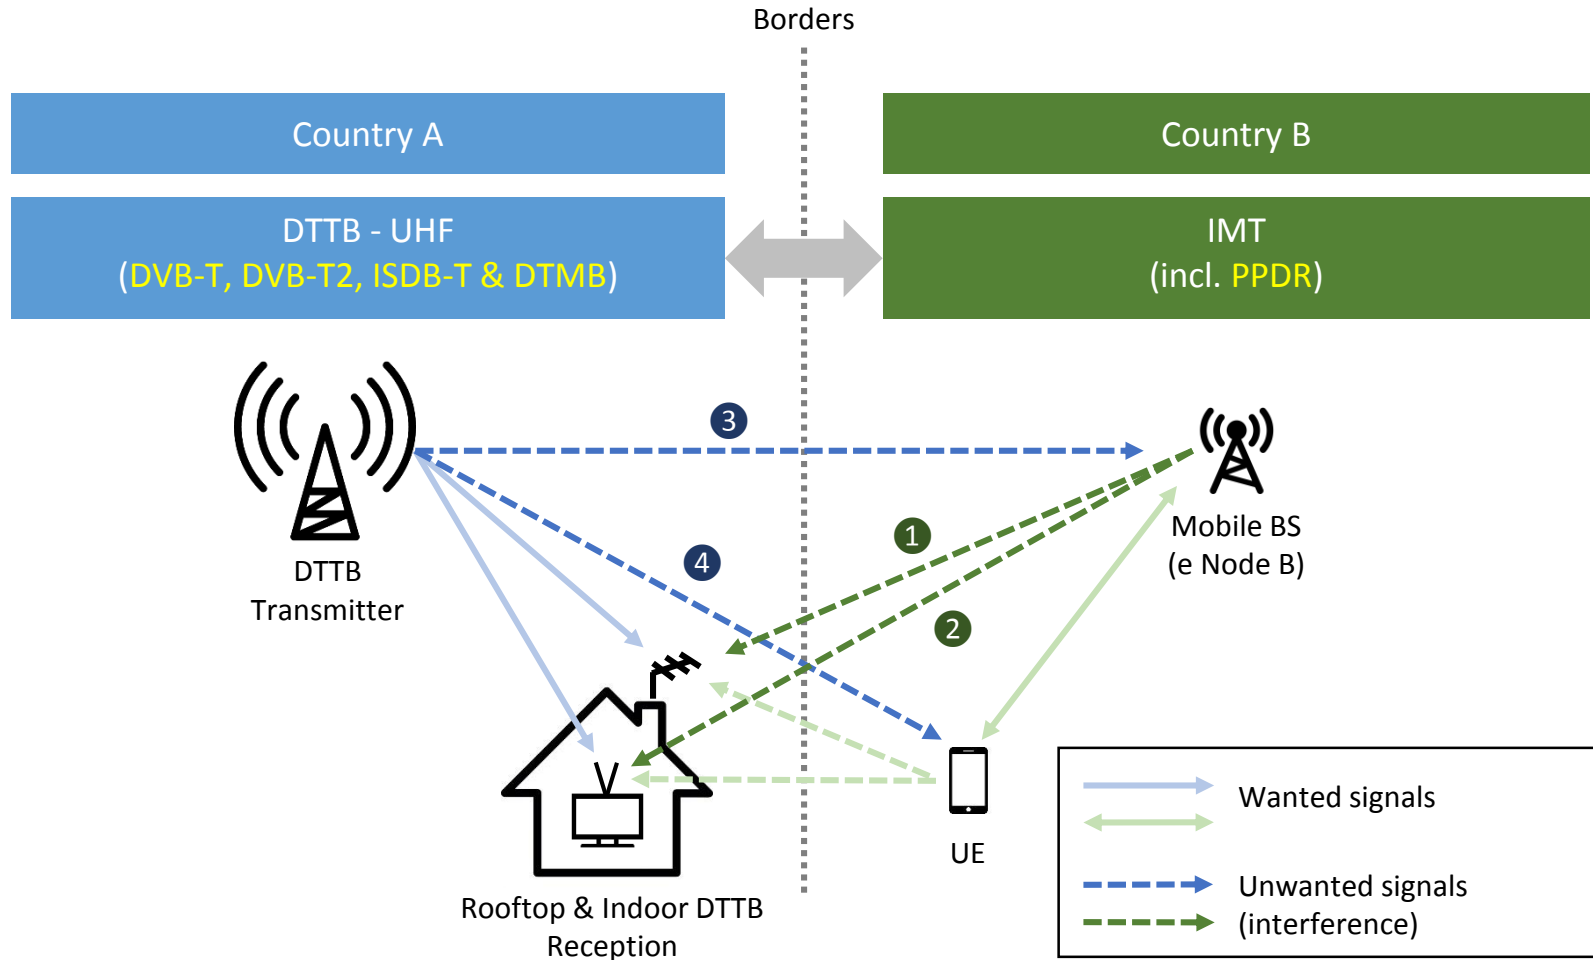 Borders
Country A
Country B
DTTB - UHF
(DVB-T, DVB-T2, ISDB-T & DTMB)
IMT
(incl. PPDR)
3
1
4
2
Mobile BS
(e Node B)
DTTB
Transmitter
UE
Rooftop & Indoor DTTB
Reception
Wanted signals
Unwanted signals
(interference)